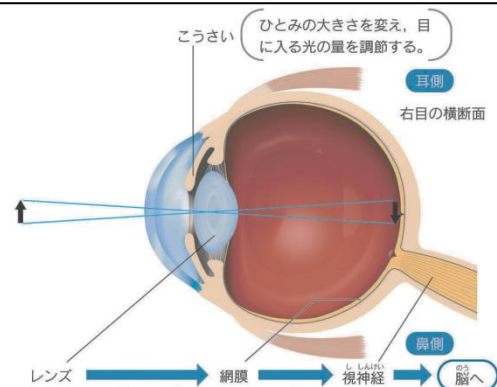 こうさい
ひとみの大きさを変え，目
に入る光の量を調節する。
耳側
右目の横断面
鼻側
レンズ
網膜
しんけい
視神経
のう
脳へ